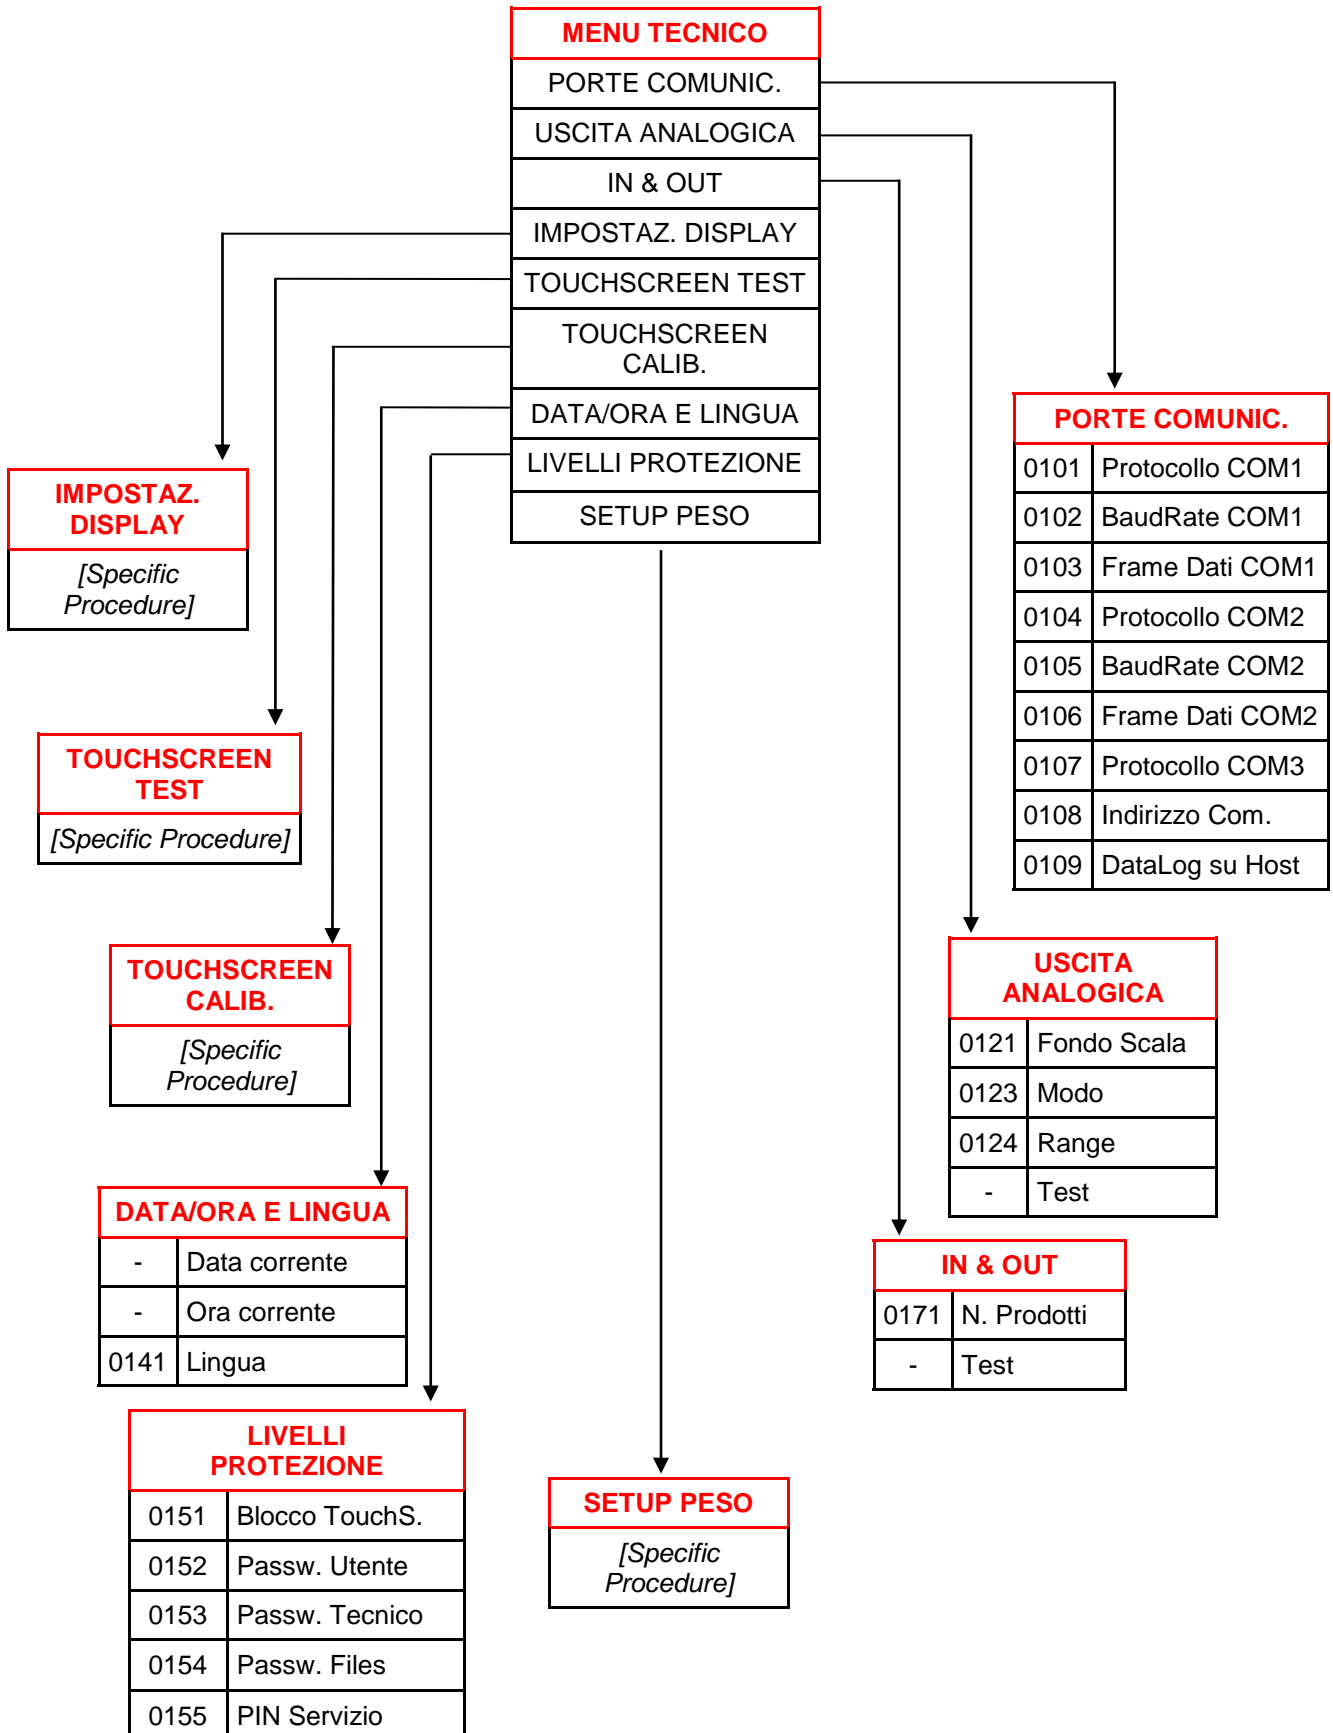 MENU TECNICO
PORTE COMUNIC.
USCITA ANALOGICA
IN & OUT
IMPOSTAZ. DISPLAY
TOUCHSCREEN TEST
TOUCHSCREEN
CALIB.
DATA/ORA E LINGUA
LIVELLI PROTEZIONE
SETUP PESO
PORTE COMUNIC.
0101 Protocollo COM1
0102 BaudRate COM1
0103 Frame Dati COM1
0104 Protocollo COM2
0105 BaudRate COM2
0106 Frame Dati COM2
0107 Protocollo COM3
0108 Indirizzo Com.
0109 DataLog su Host
IMPOSTAZ.
DISPLAY
[Specific
Procedure]
TOUCHSCREEN
TEST
[Specific Procedure]
TOUCHSCREEN
CALIB.
[Specific
Procedure]
USCITA
ANALOGICA
0121 Fondo Scala
0123 Modo
0124 Range
- Test
DATA/ORA E LINGUA
- Data corrente
- Ora corrente
0141 Lingua
IN & OUT
0171 N. Prodotti
- Test
LIVELLI
PROTEZIONE
0151 Blocco TouchS.
0152 Passw. Utente
0153 Passw. Tecnico
0154 Passw. Files
0155 PIN Servizio
SETUP PESO
[Specific
Procedure]